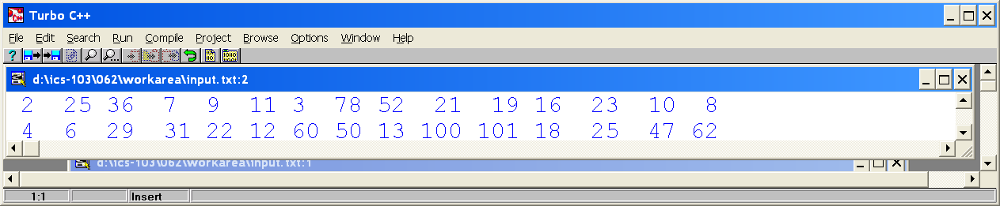 Turbo C++
File Edit Search Run Compile Project Browse Options Window Help
d:\ics-103\062\workarea\input.txt:2
2 25 36 7 9 11 3 78 52 21 19 16 23 10 8
4 6 29 31 22 12 60 50 13 100 101 18 25 47 62
d:\ics-103\062\workarea\input.txt:1
1:1 Insert